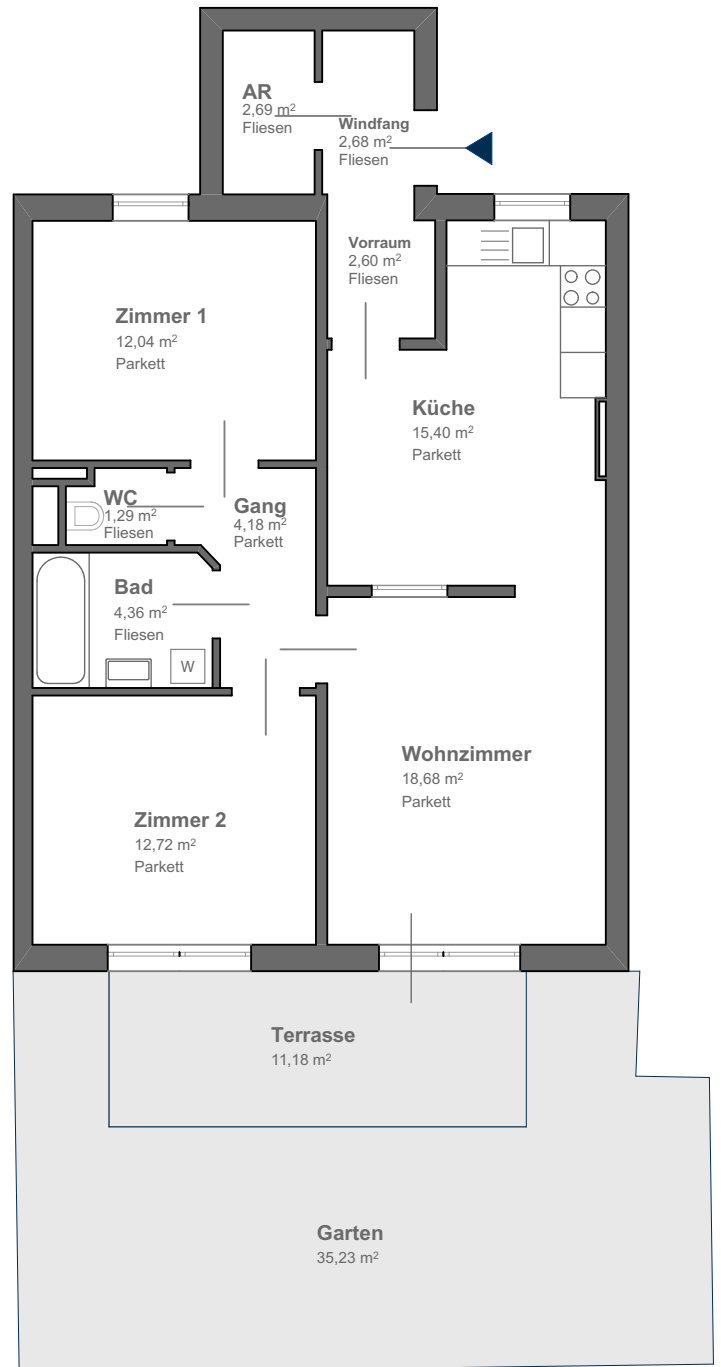 AR
2,69 m²
Fliesen
Windfang
2,68 m²
Fliesen
Vorraum
2,60 m²
Fliesen
Zimmer 1
12,04 m²
Parkett
Küche
15,40 m²
Parkett
WC
1,29 m²
Fliesen
Gang
4,18 m²
Parkett
Bad
4,36 m²
Fliesen
W
Wohnzimmer
18,68 m²
Parkett
Zimmer 2
12,72 m²
Parkett
Terrasse
11,18 m²
Garten
35,23 m²